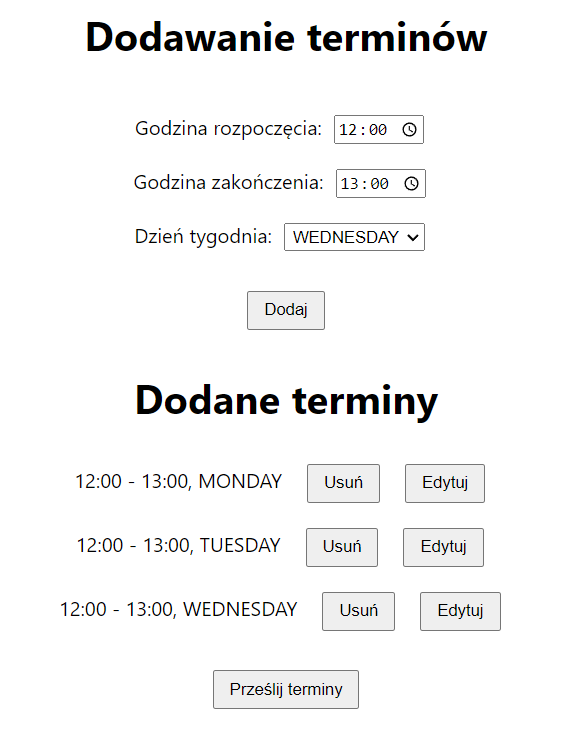 Dodawanie terminów
Godzina rozpoczęcia: 12:00
Godzina zakończenia: 13:00
Dzień tygodnia: WEDNESDAY
Dodaj
Dodane terminy
12:00 - 13:00, MONDAY Usuń Edytuj
12:00 - 13:00, TUESDAY Usuń Edytuj
12:00 - 13:00, WEDNESDAY Usuń Edytuj
Prześlij terminy